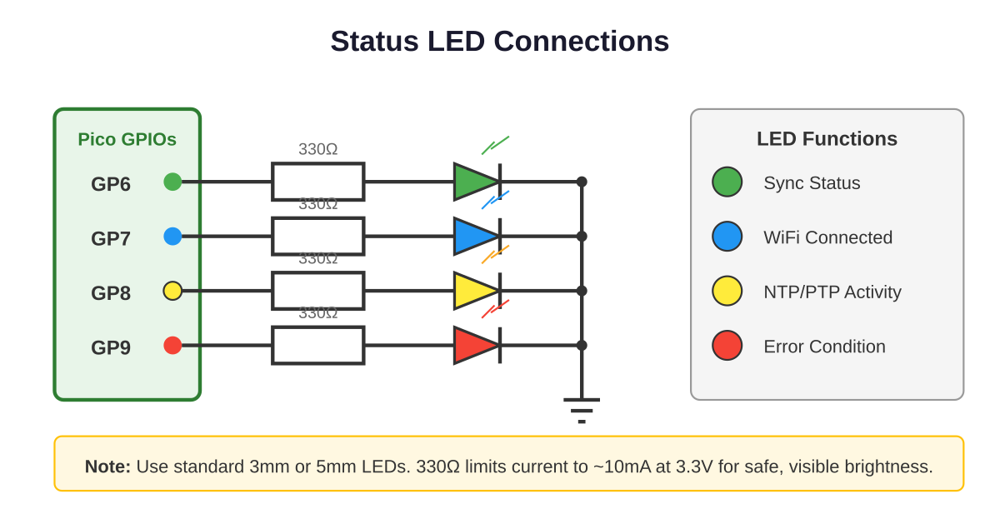 Status LED Connections
Pico GPIOs
LED Functions
330Ω
GP6
Sync Status
330Ω
GP7
WiFi Connected
330Ω
GP8
NTP/PTP Activity
330Ω
GP9
Error Condition
Note: Use standard 3mm or 5mm LEDs. 330Ω limits current to ~10mA at 3.3V for safe, visible brightness.